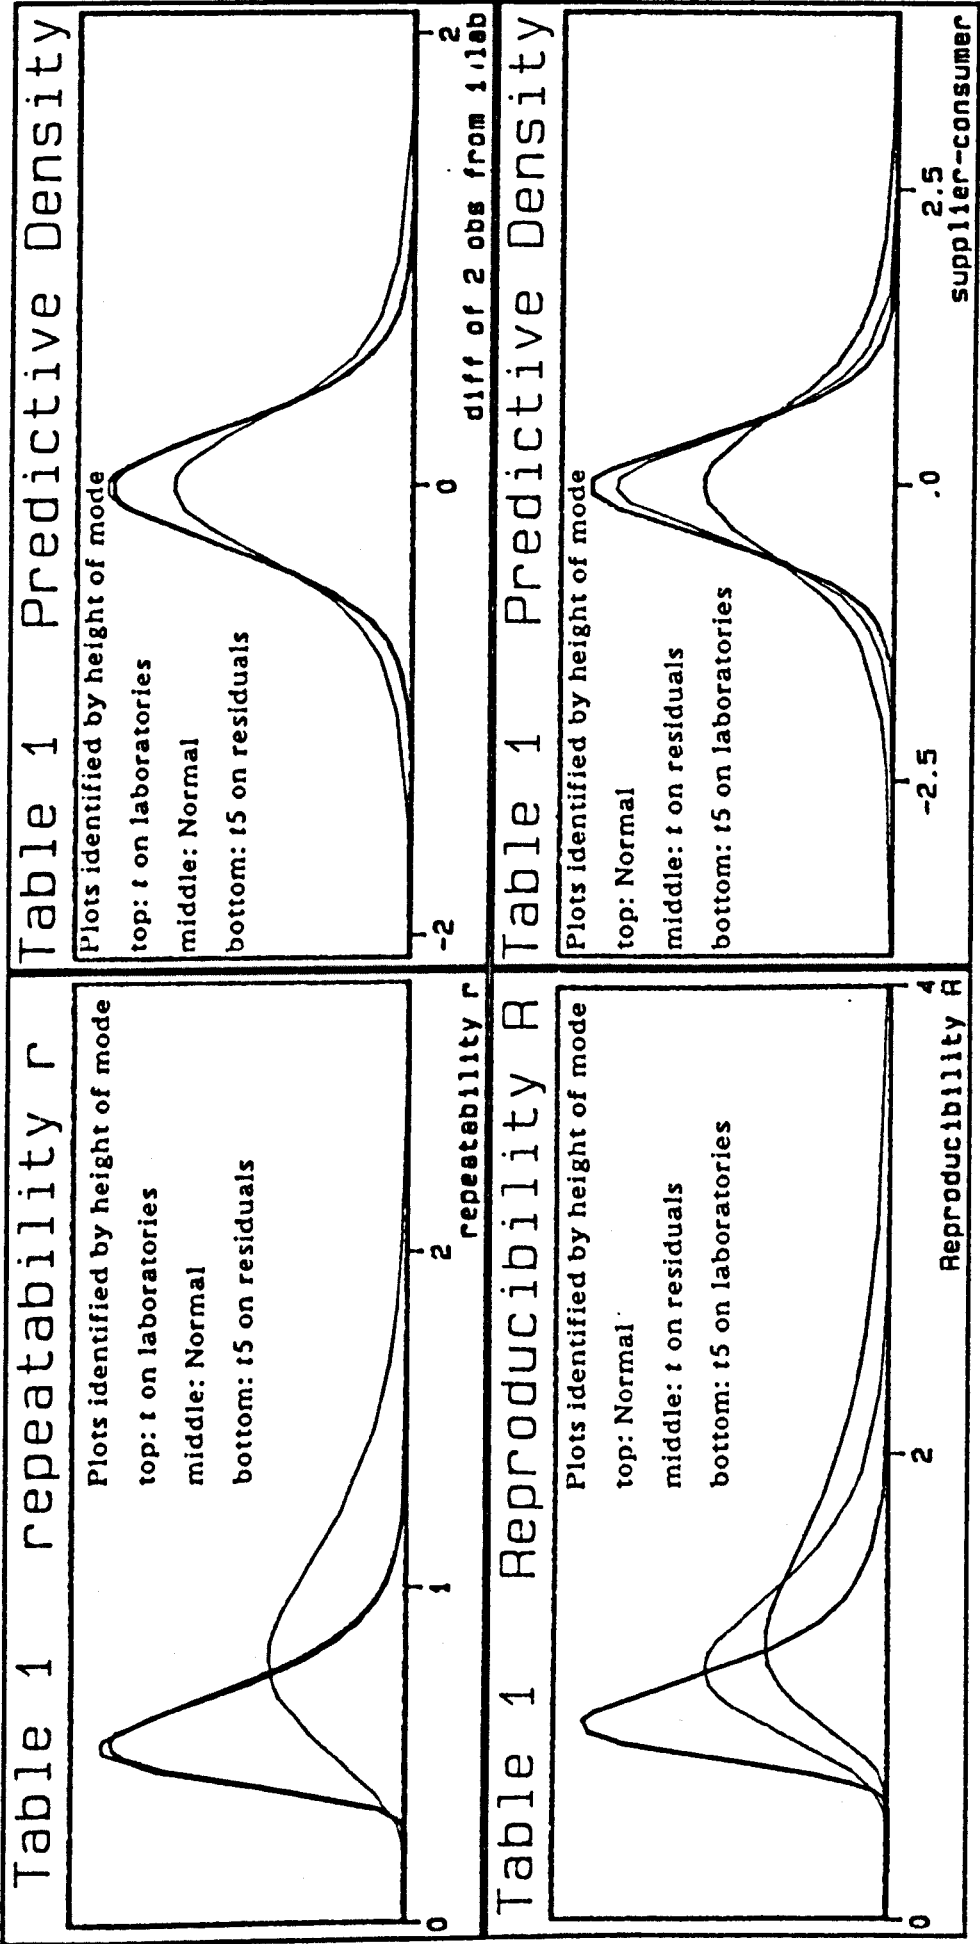 Table 1 repeatability r
Plots identified by height of mode
top: t on laboratories
middle: Normal
bottom: t5 on residuals
0 1 2
repeatability r
Table 1 Predictive Density
Plots identified by height of mode
top: t on laboratories
middle: Normal
bottom: t5 on residuals
-2 0 2
diff of 2 obs from 1 lab
Table 1 Reproducibility R
Plots identified by height of mode
top: Normal
middle: t on residuals
bottom: t5 on laboratories
0 2 4
Reproducibility R
Table 1 Predictive Density
Plots identified by height of mode
top: Normal
middle: t on residuals
bottom: t5 on laboratories
-2.5 .0 2.5
supplier-consumer